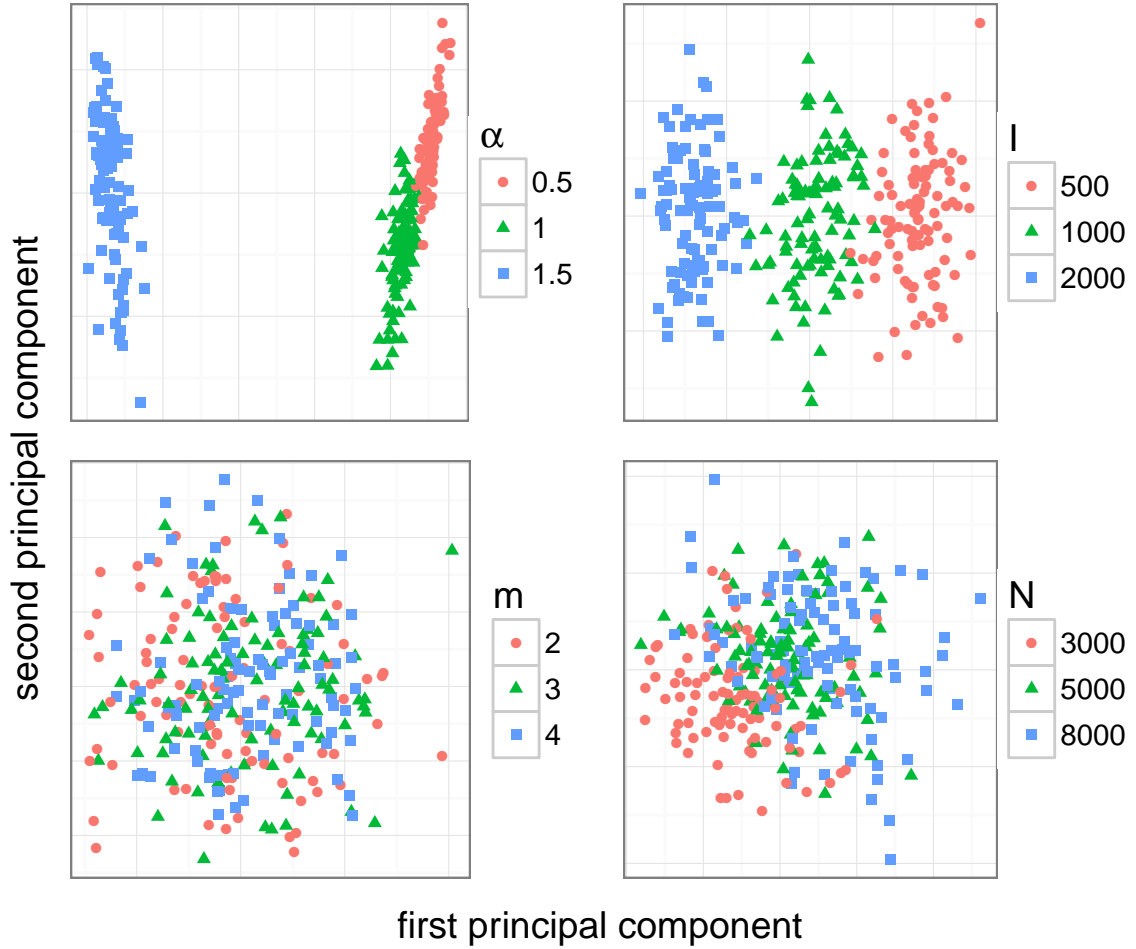 α
0.5
1
1.5
I
500
1000
2000
second principal component
m
2
3
4
N
3000
5000
8000
first principal component